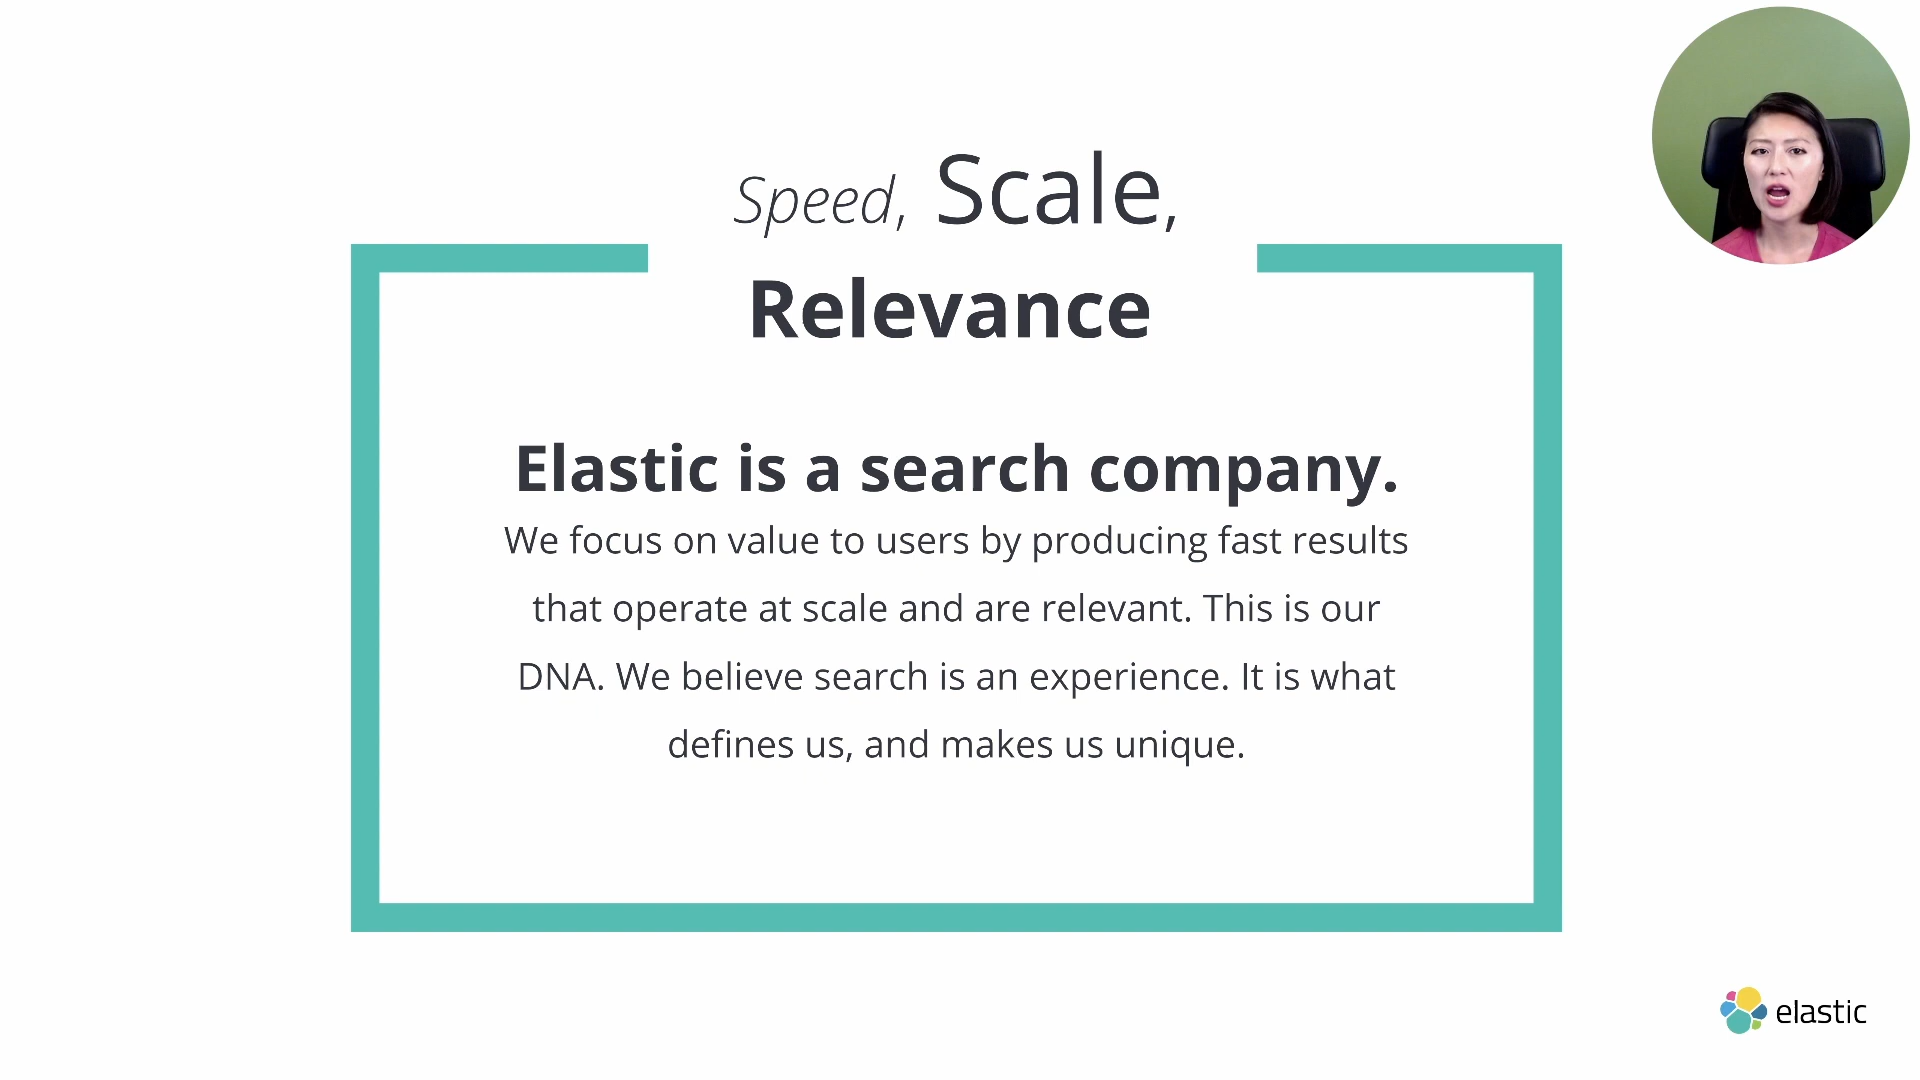 Speed, Scale,
Relevance
Elastic is a search company.
We focus on value to users by producing fast results
that operate at scale and are relevant. This is our
DNA. We believe search is an experience. It is what
defines us, and makes us unique.
elastic